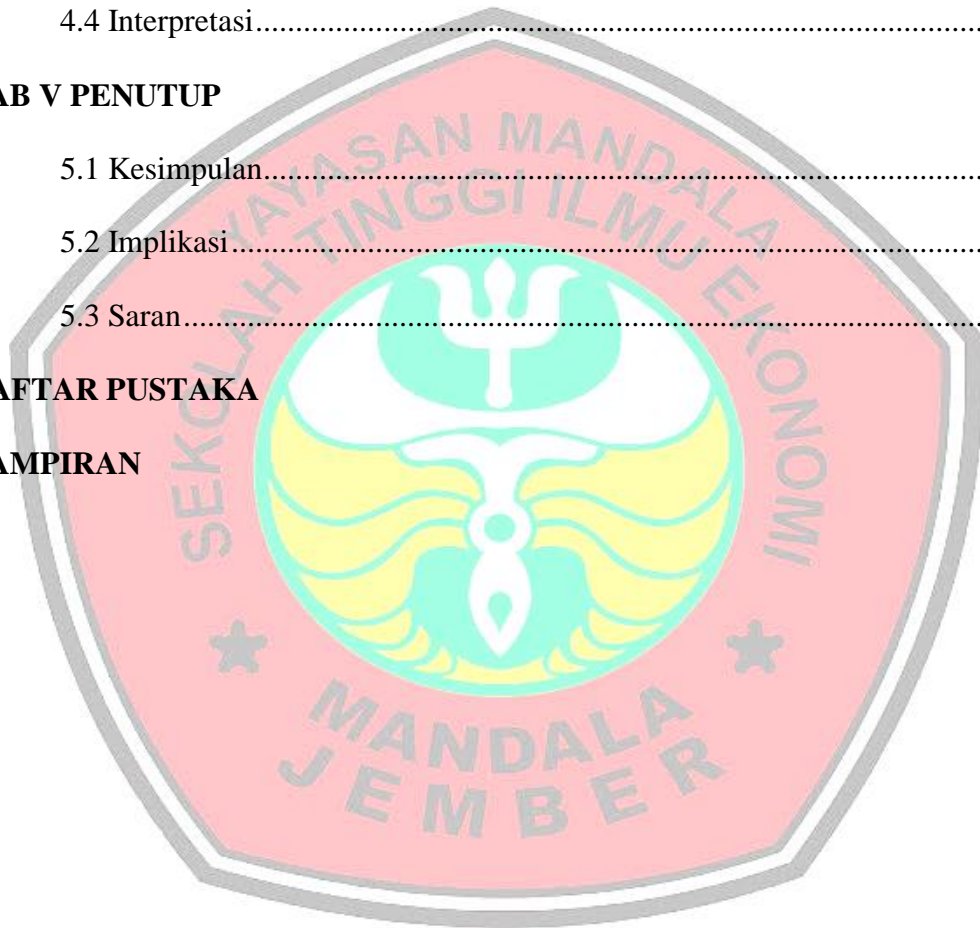 4.4 Interpretasi..........................................................................................
AB V PENUTUP
5.1 Kesimpulan.........................................................................................
5.2 Implikasi.............................................................................................
5.3 Saran...................................................................................................
AFTAR PUSTAKA
AMPIRAN
YAYASAN MANDALA
SEKOLAH TINGGI ILMU EKONOMI
MANDALA
JEMBER